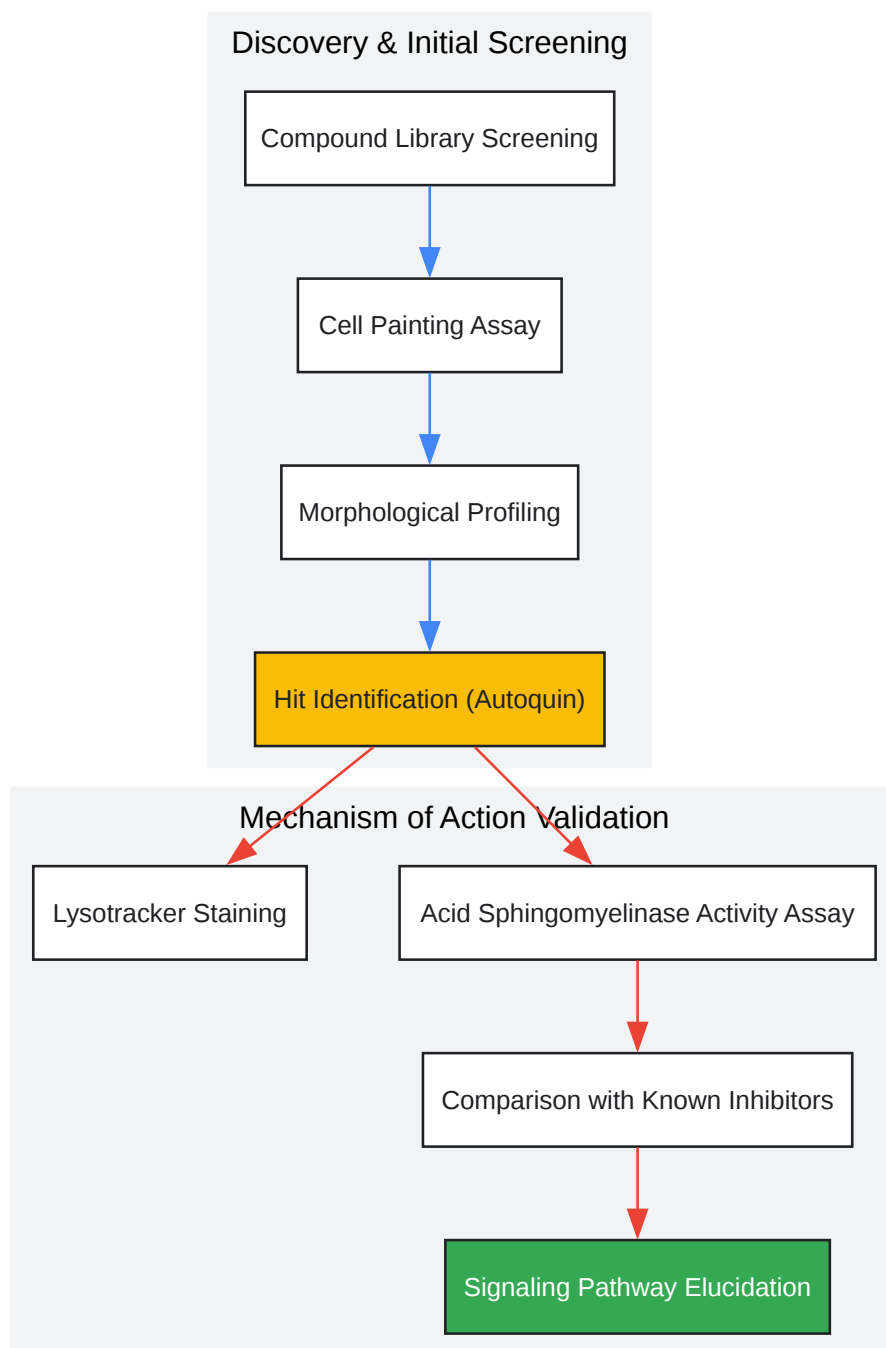 Discovery & Initial Screening
Compound Library Screening
Cell Painting Assay
Morphological Profiling
Hit Identification (Autoquin)
Mechanism of Action Validation
Lysotracker Staining
Acid Sphingomyelinase Activity Assay
Comparison with Known Inhibitors
Signaling Pathway Elucidation